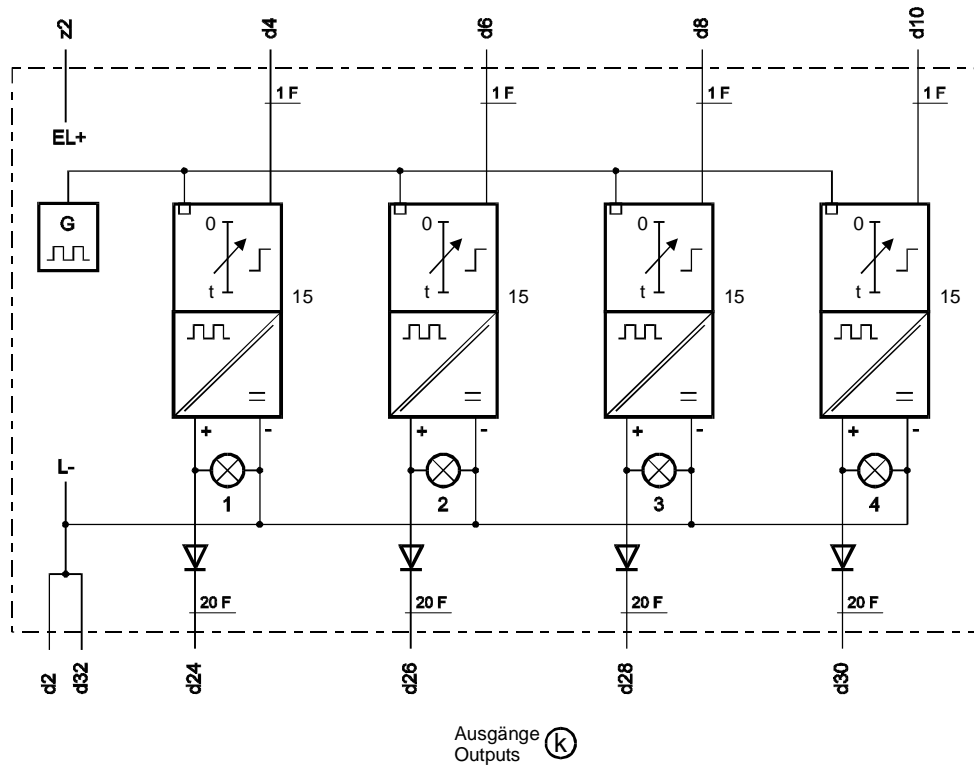 z2 d4 d6 d8 d10
1 F 1 F 1 F 1 F
EL+
G
0 0 0 0
t t t t
15 15 15 15
+ - + - + - + -
L-
1 2 3 4
20 F 20 F 20 F 20 F
d2 d32 d24 d26 d28 d30
Ausgänge
Outputs k